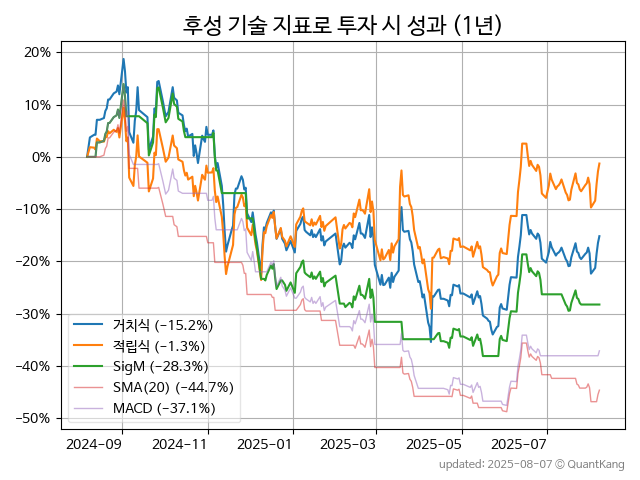 후성 기술 지표로 투자 시 성과 (1년)
20%
10%
0%
−10%
−20%
−30%
−40%
−50%
거치식 (−15.2%)
적립식 (−1.3%)
SigM (−28.3%)
SMA(20) (−44.7%)
MACD (−37.1%)
2024-09
2024-11
2025-01
2025-03
2025-05
2025-07
updated: 2025-08-07 © QuantKang